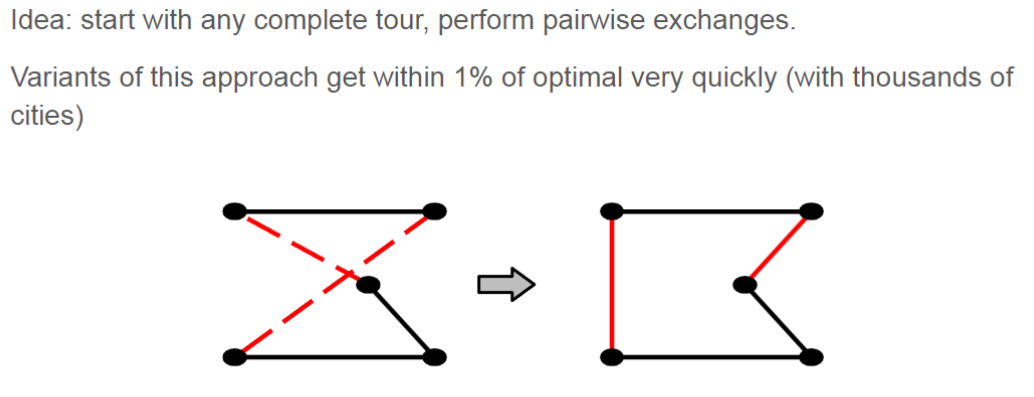 Idea: start with any complete tour, perform pairwise exchanges.
Variants of this approach get within 1% of optimal very quickly (with thousands of
cities)